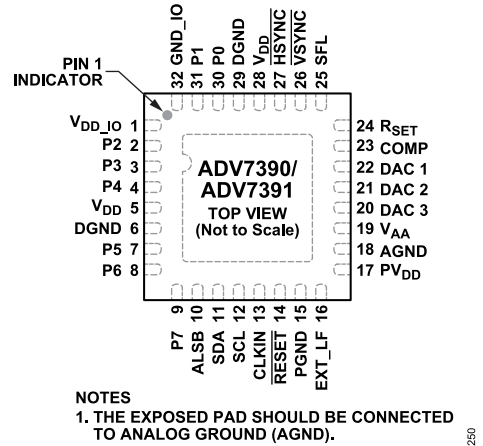 32 GND_IO
31 P1
30 P0
29 DGND
28 VDD
27 HSYNC
26 VSYNC
25 SFL
PIN 1
INDICATOR
VDD_IO 1
P2 2
P3 3
P4 4
VDD 5
DGND 6
P5 7
P6 8
ADV7390/
ADV7391
TOP VIEW
(Not to Scale)
24 RSET
23 COMP
22 DAC 1
21 DAC 2
20 DAC 3
19 VAA
18 AGND
17 PVDD
P7 9
ALSB 10
SDA 11
SCL 12
CLKIN 13
RESET 14
PGND 15
EXT_LF 16
NOTES
1. THE EXPOSED PAD SHOULD BE CONNECTED
TO ANALOG GROUND (AGND).
250